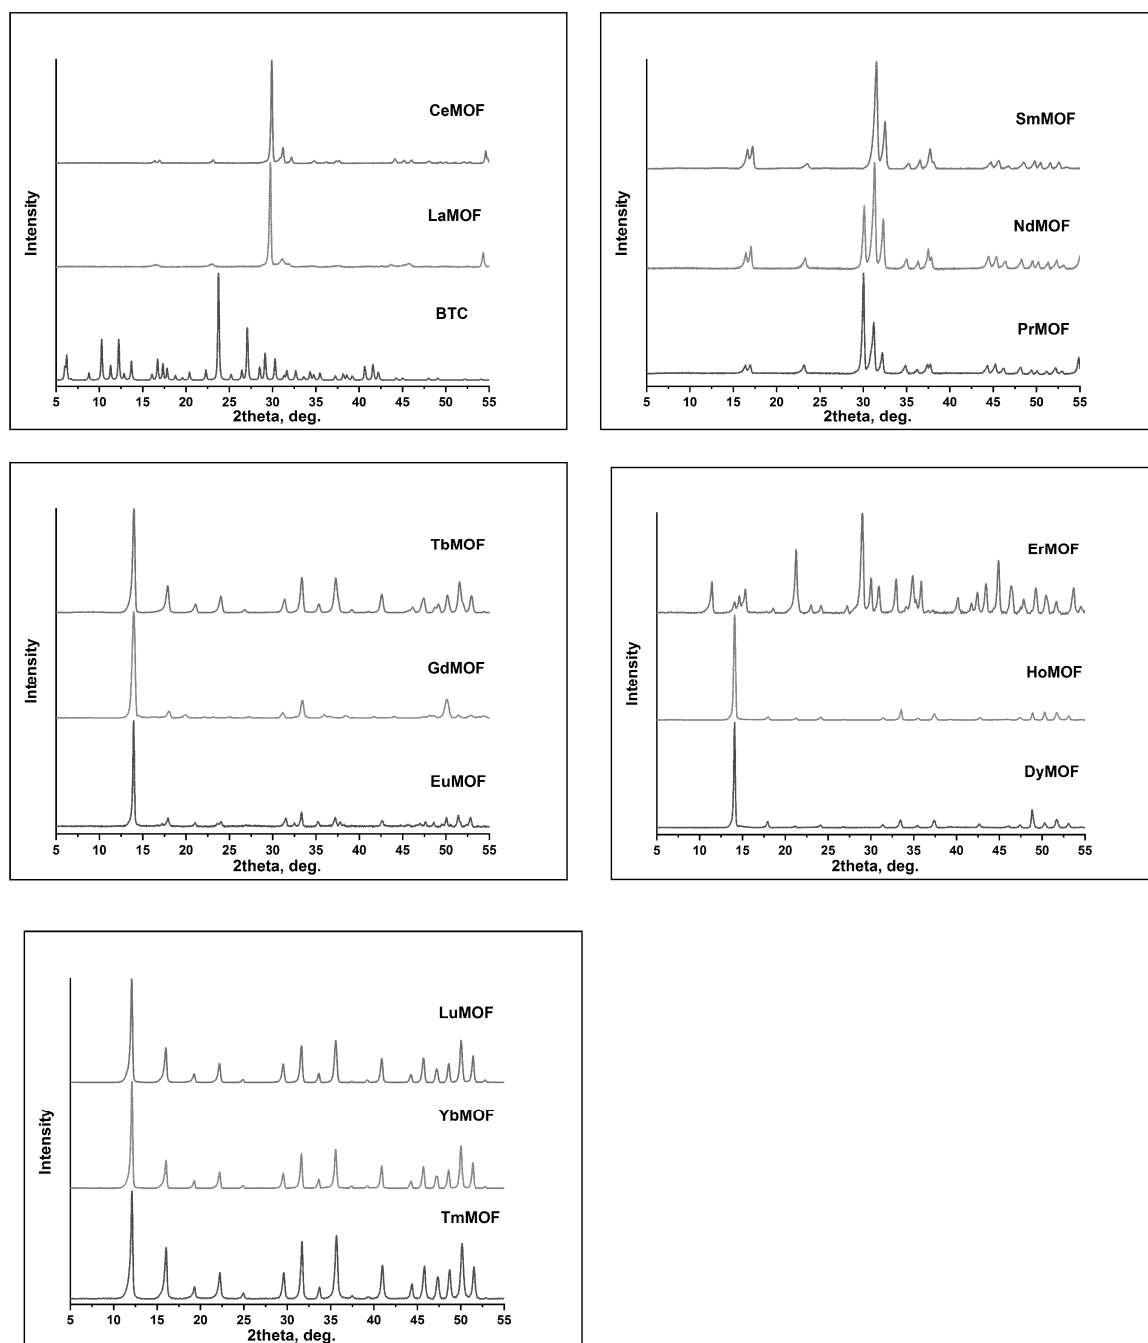 CeMOF
LaMOF
BTC
Intensity
5 10 15 20 25 30 35 40 45 50 55
2theta, deg.
SmMOF
NdMOF
PrMOF
Intensity
5 10 15 20 25 30 35 40 45 50 55
2theta, deg.
TbMOF
GdMOF
EuMOF
Intensity
5 10 15 20 25 30 35 40 45 50 55
2theta, deg.
ErMOF
HoMOF
DyMOF
Intensity
5 10 15 20 25 30 35 40 45 50 55
2theta, deg.
LuMOF
YbMOF
TmMOF
Intensity
5 10 15 20 25 30 35 40 45 50 55
2theta, deg.